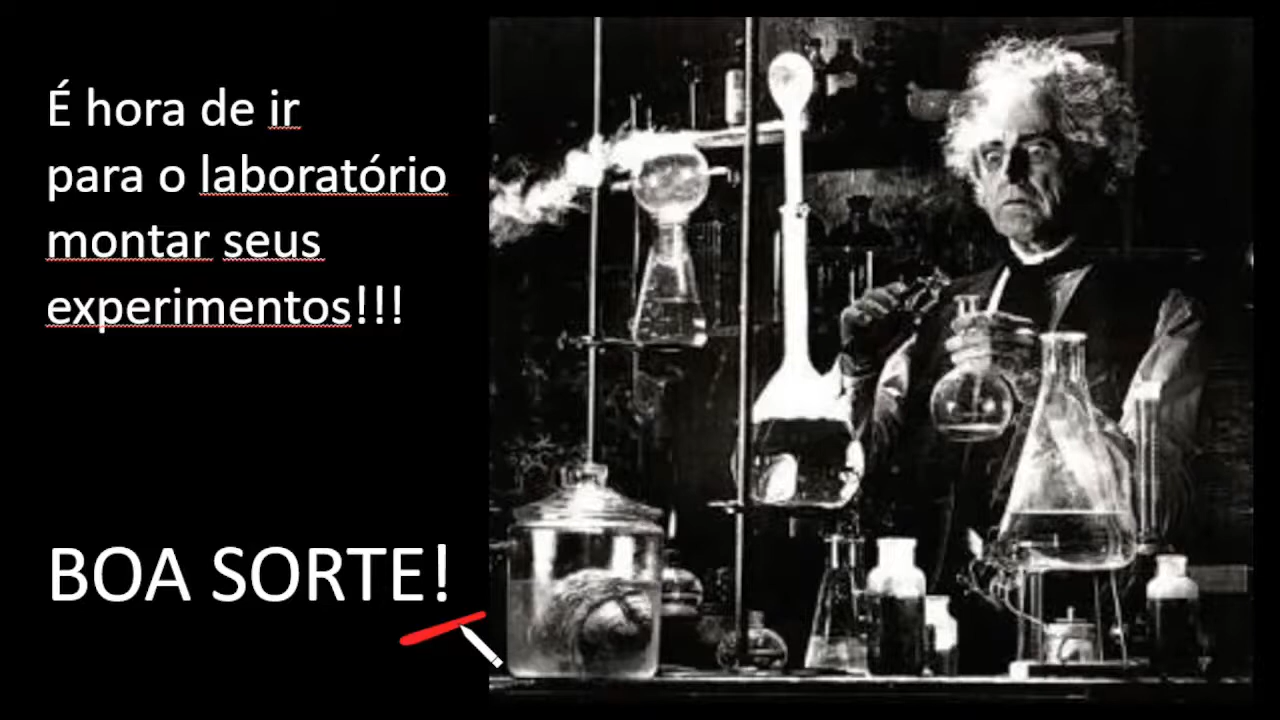 É hora de ir
para o laboratório
montar seus
experimentos!!!
BOA SORTE!